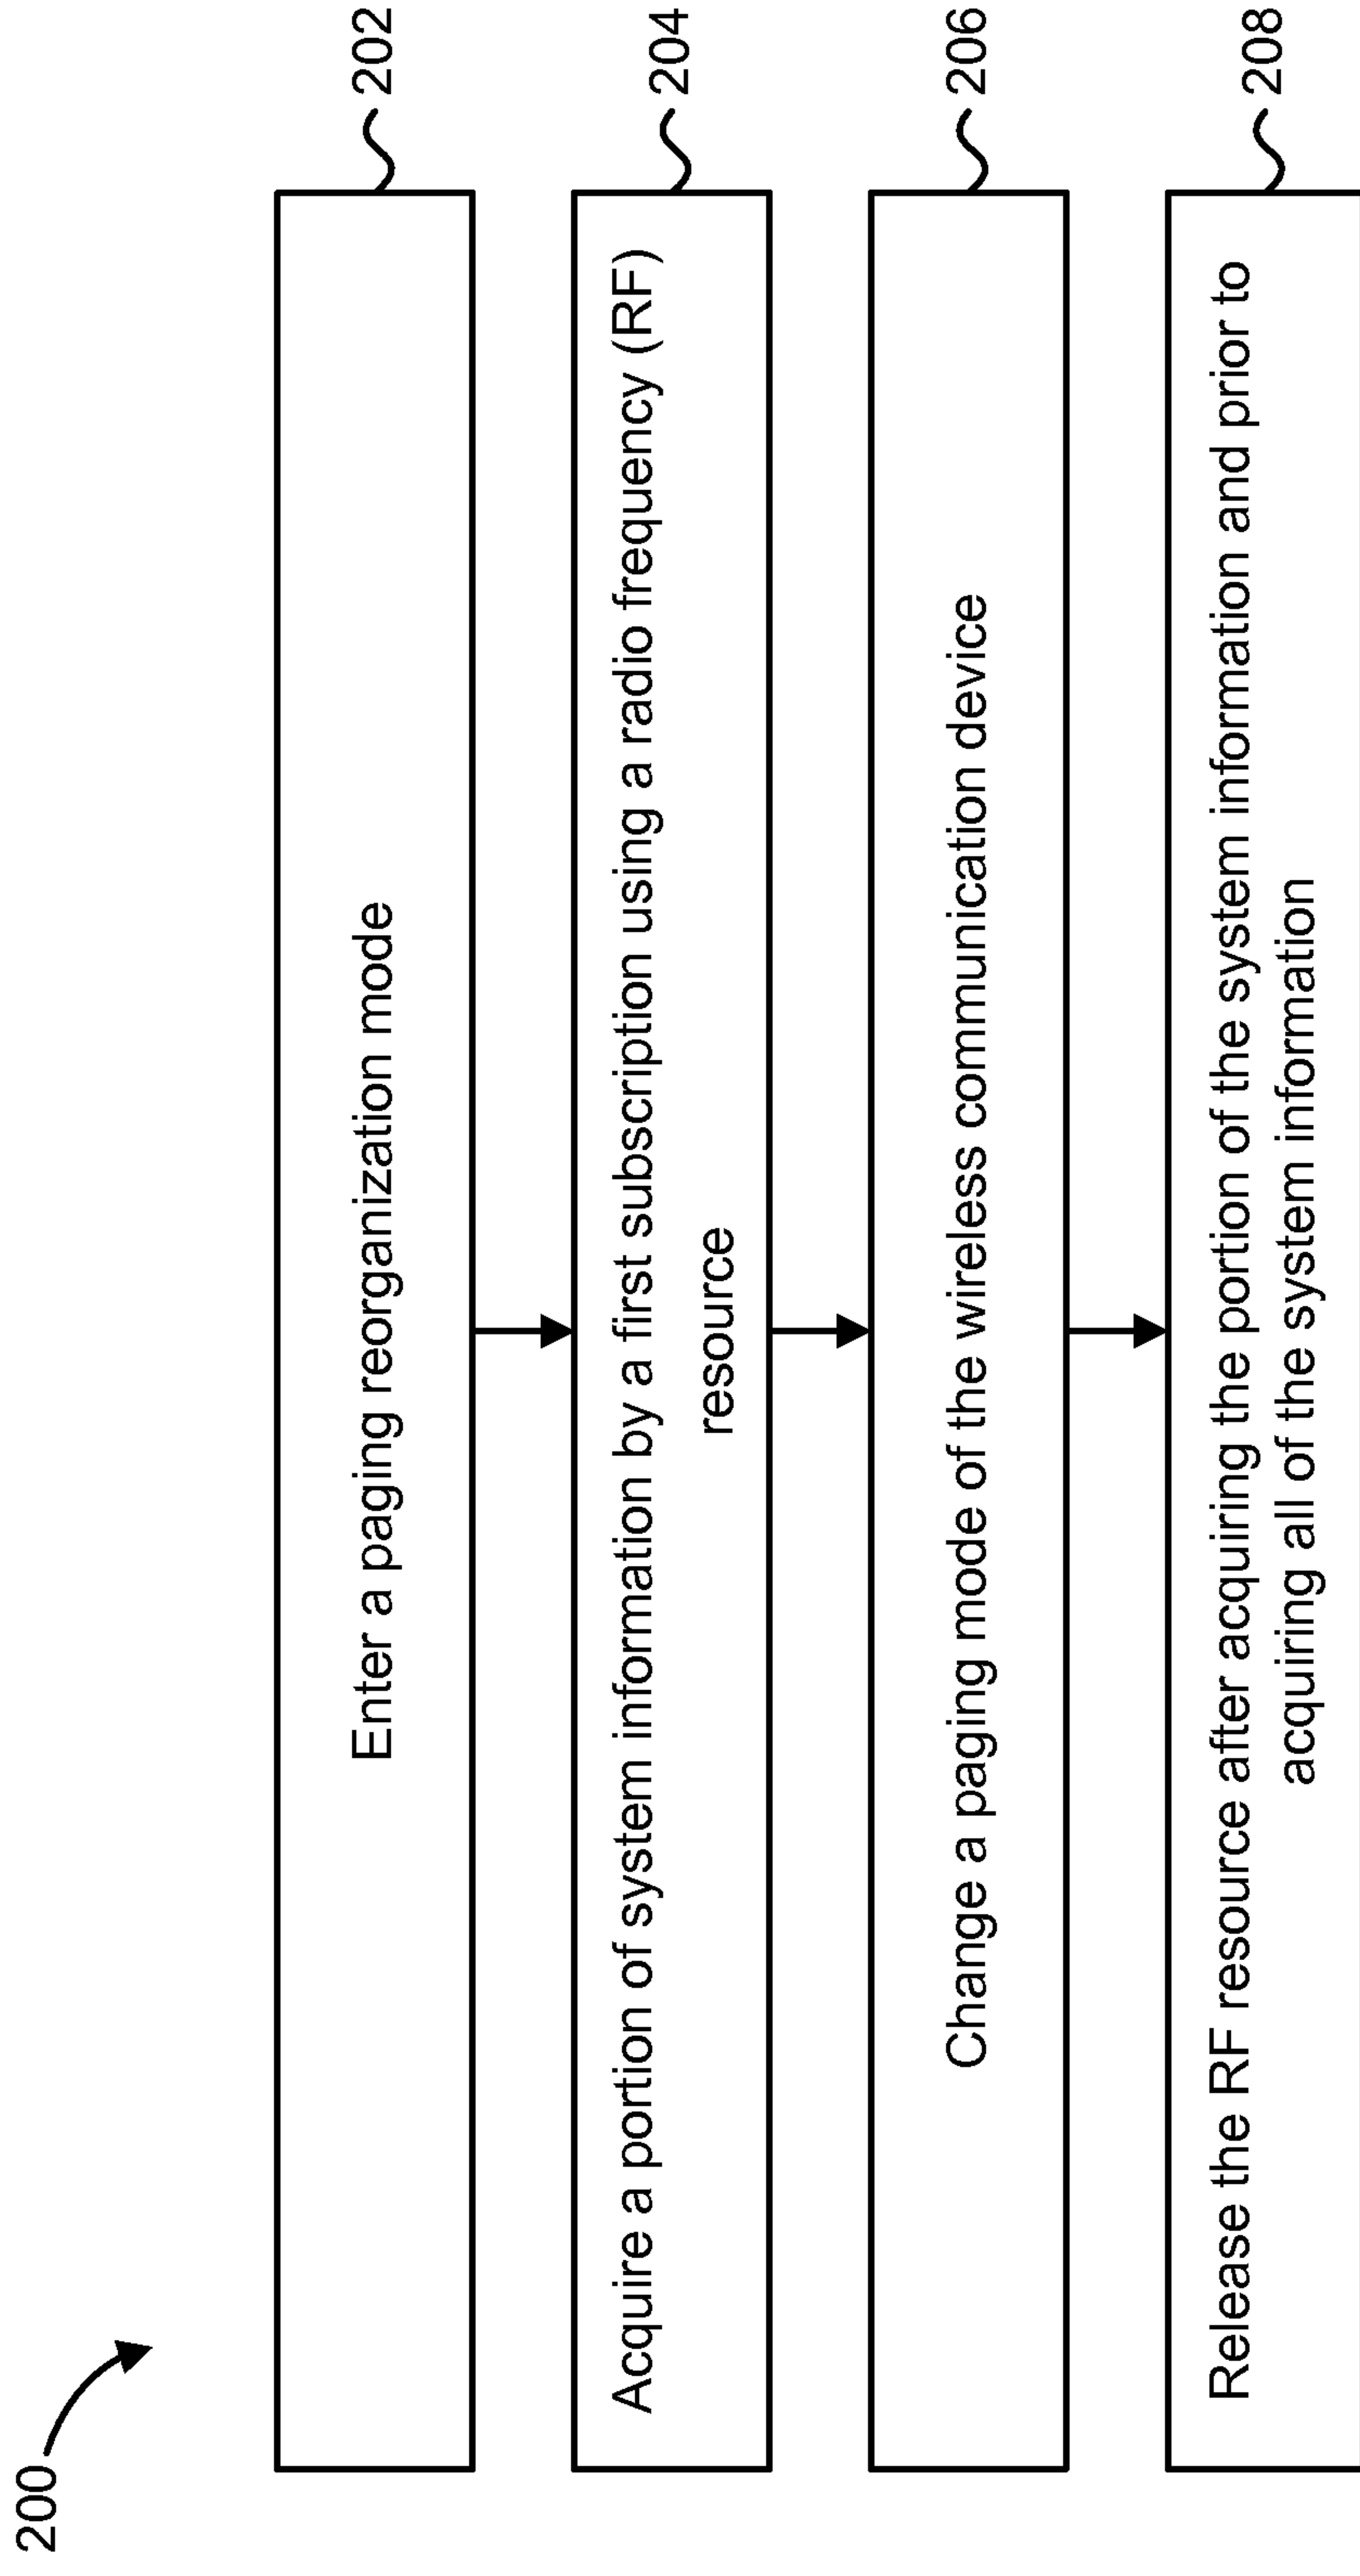 200
Enter a paging reorganization mode
202
Acquire a portion of system information by a first subscription using a radio frequency (RF)
resource
204
Change a paging mode of the wireless communication device
206
Release the RF resource after acquiring the portion of the system information and prior to
acquiring all of the system information
208